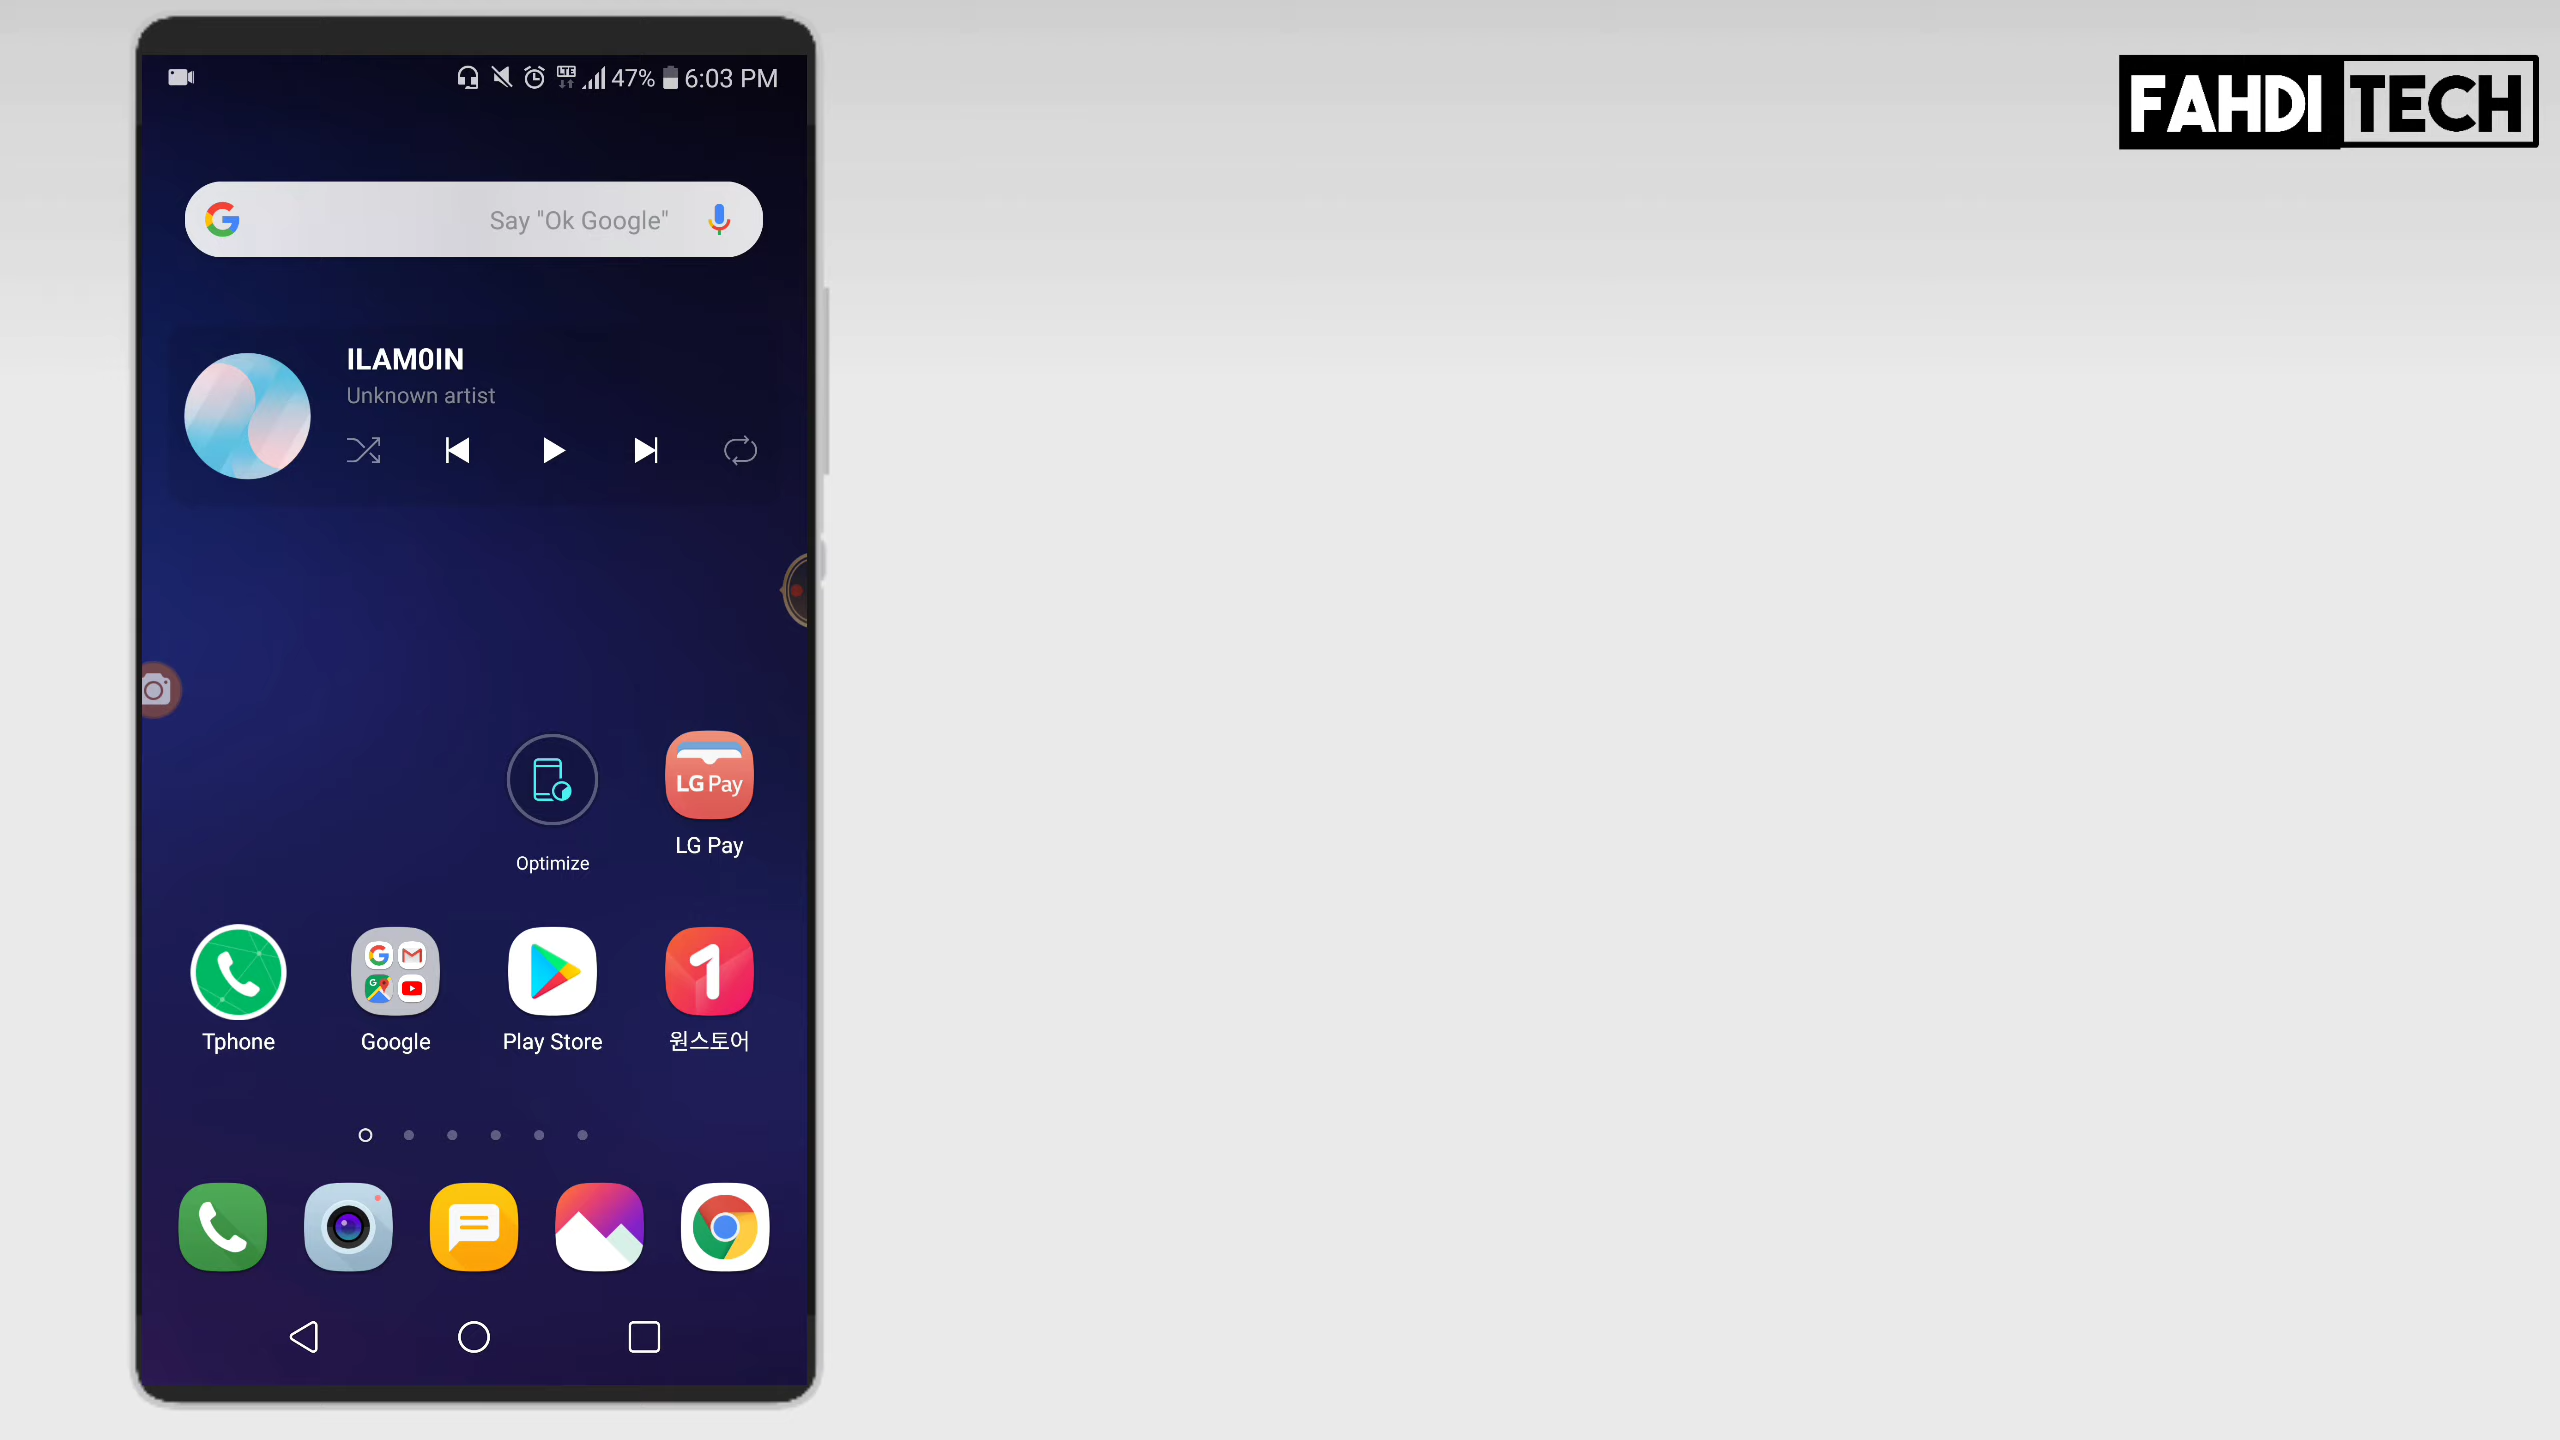 FAHDI TECH
LTE 47% 6:03 PM
Say "Ok Google"
ILAM0IN
Unknown artist
LG Pay
Optimize
LG Pay
Tphone
Google
Play Store
원스토어